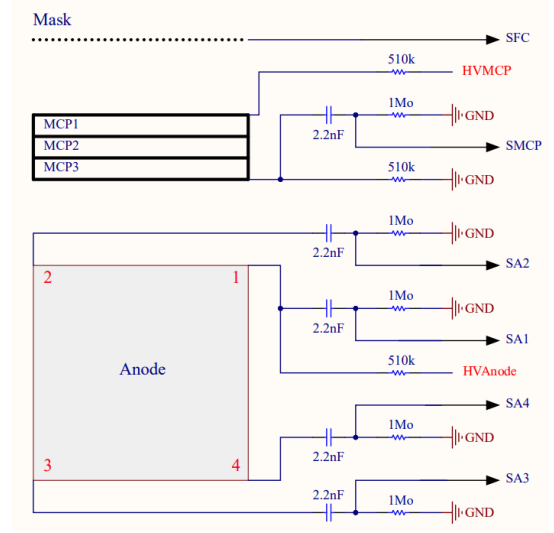 Mask
SFC
510k
HVMCP
1Mo
GND
MCP1
2.2nF
MCP2
SMCP
MCP3
510k
GND
1Mo
GND
2.2nF
SA2
2
1
1Mo
GND
2.2nF
SA1
510k
Anode
HVAnode
SA4
1Mo
GND
2.2nF
3
4
SA3
2.2nF
1Mo
GND